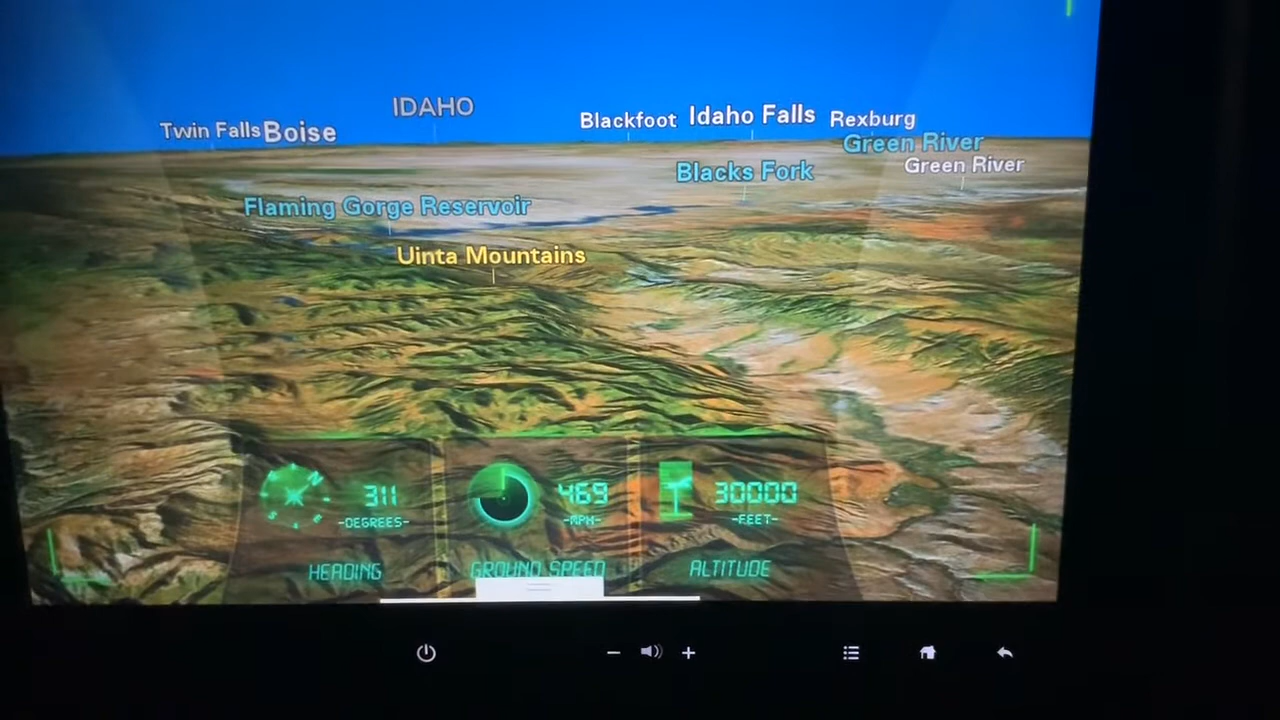 IDAHO
Twin Falls
Boise
Blackfoot
Idaho Falls
Rexburg
Green River
Green River
Blacks Fork
Flaming Gorge Reservoir
Uinta Mountains
N
S
E
311
-DEGREES-
HEADING
469
-MPH-
GROUND SPEED
30000
-FEET-
ALTITUDE